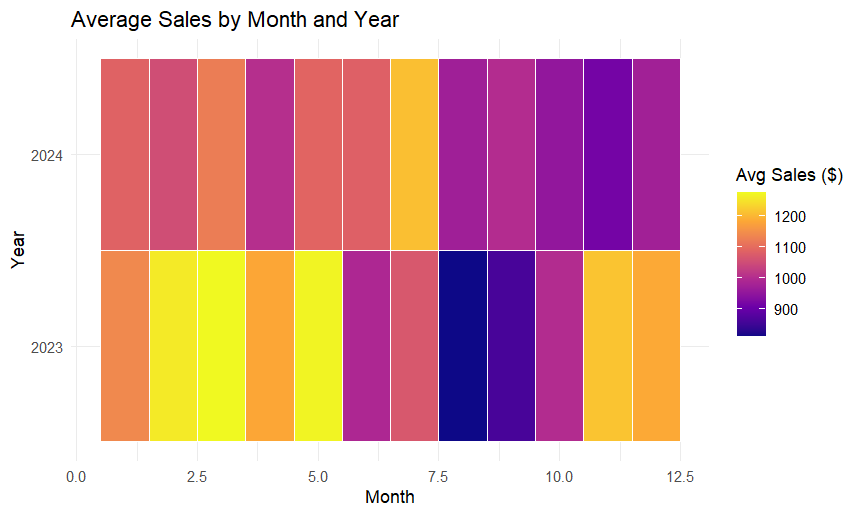 Average Sales by Month and Year
2024
2023
Year
0.0 2.5 5.0 7.5 10.0 12.5
Month
Avg Sales ($)
1200
1100
1000
900